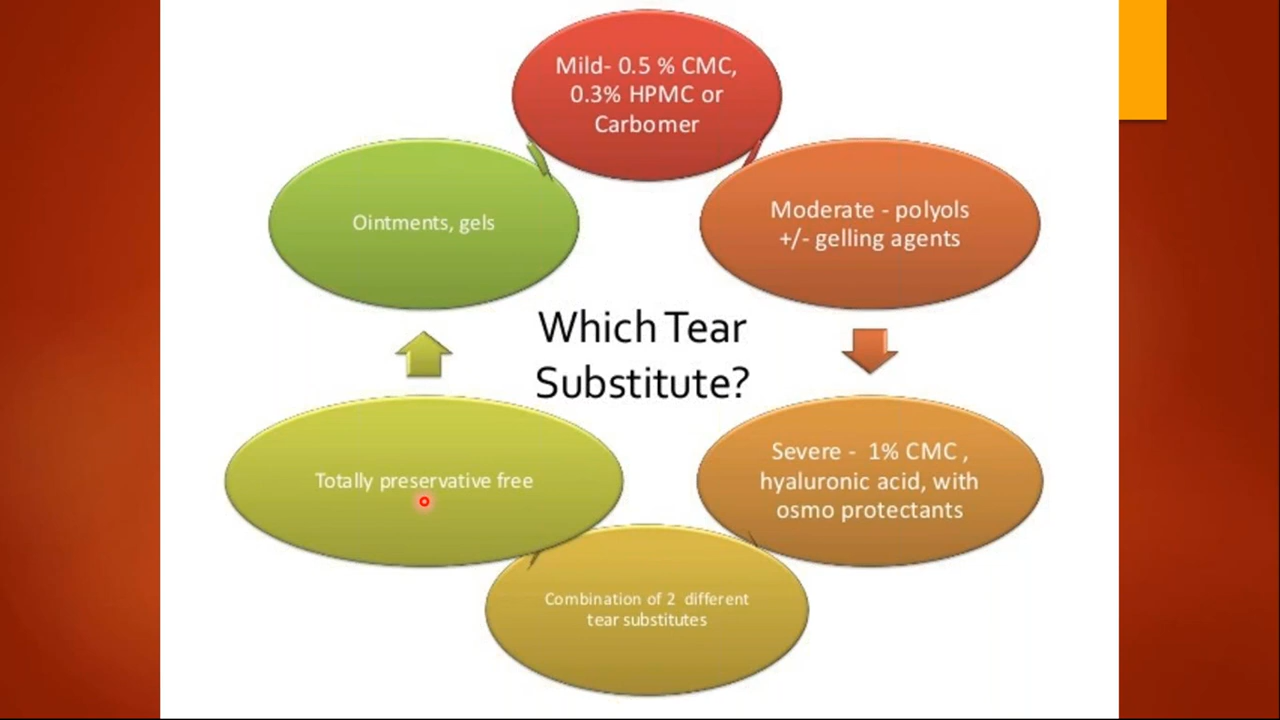 Mild- 0.5 % CMC,
0.3% HPMC or
Carbomer
Moderate - polyols
+/- gelling agents
Severe - 1% CMC ,
hyaluronic acid, with
osmo protectants
Combination of 2 different
tear substitutes
Totally preservative free
Ointments, gels
Which Tear
Substitute?